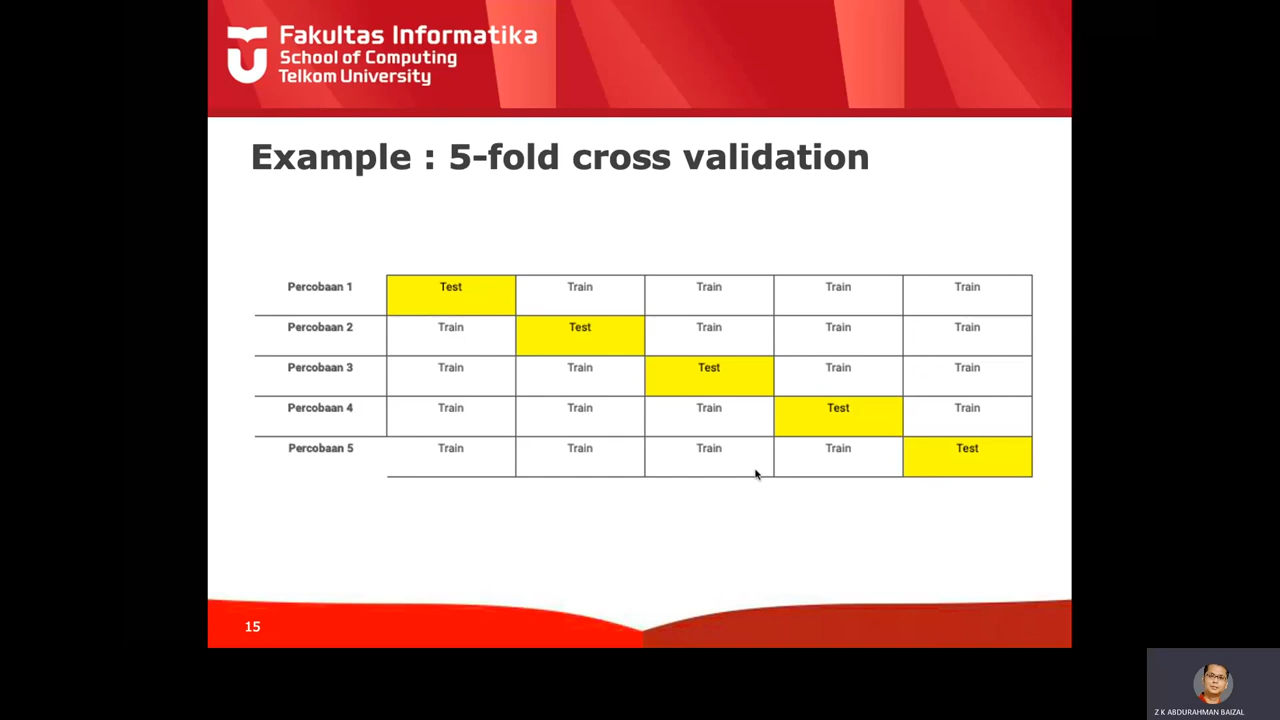 Fakultas Informatika
School of Computing
Telkom University
Example : 5-fold cross validation
Percobaan 1 Test Train Train Train Train
Percobaan 2 Train Test Train Train Train
Percobaan 3 Train Train Test Train Train
Percobaan 4 Train Train Train Test Train
Percobaan 5 Train Train Train Train Test
15
Z K ABDURAHMAN BAIZAL